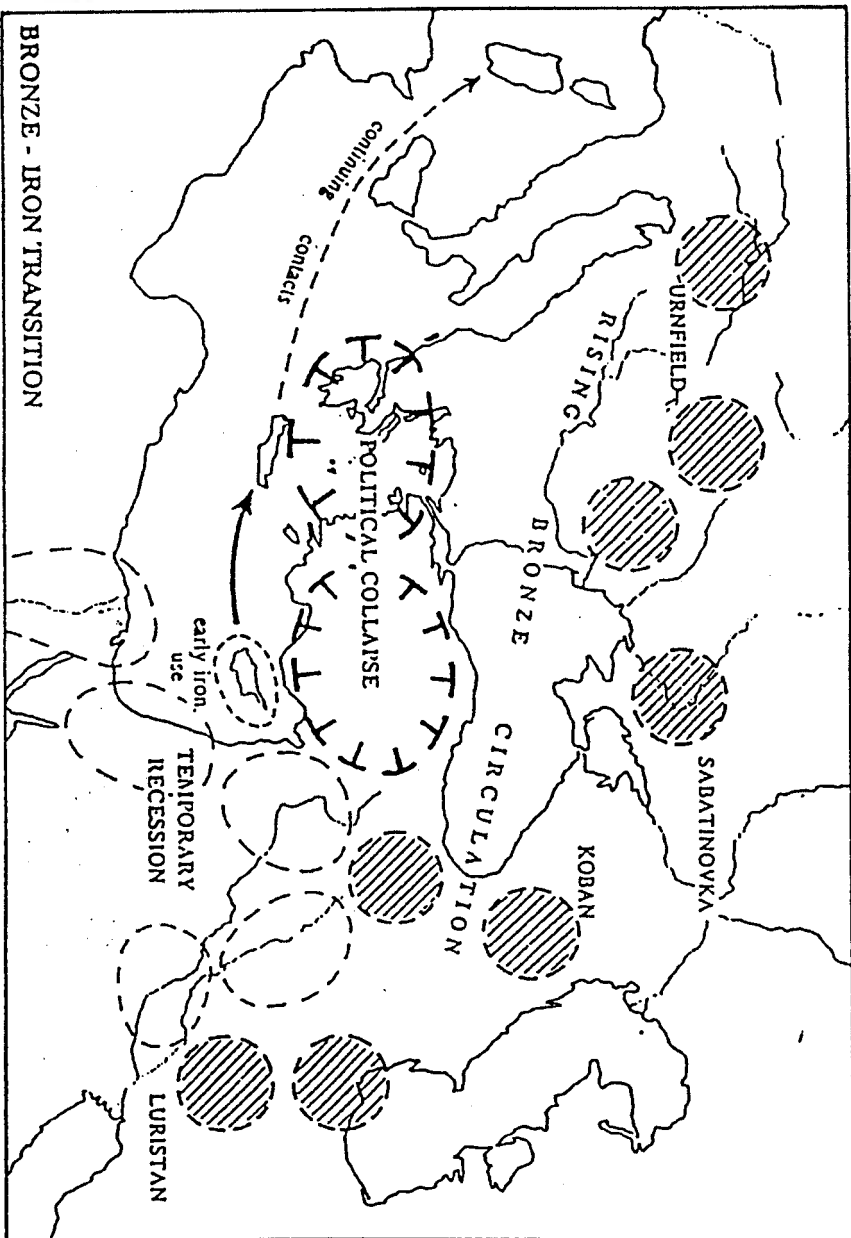 BRONZE - IRON TRANSITION
URNFIELD
RISING
BRONZE
CIRCULATION
SABATINOVKA
KOBAN
LURISTAN
POLITICAL COLLAPSE
TEMPORARY
RECESSION
early iron
use
continuing
contacts